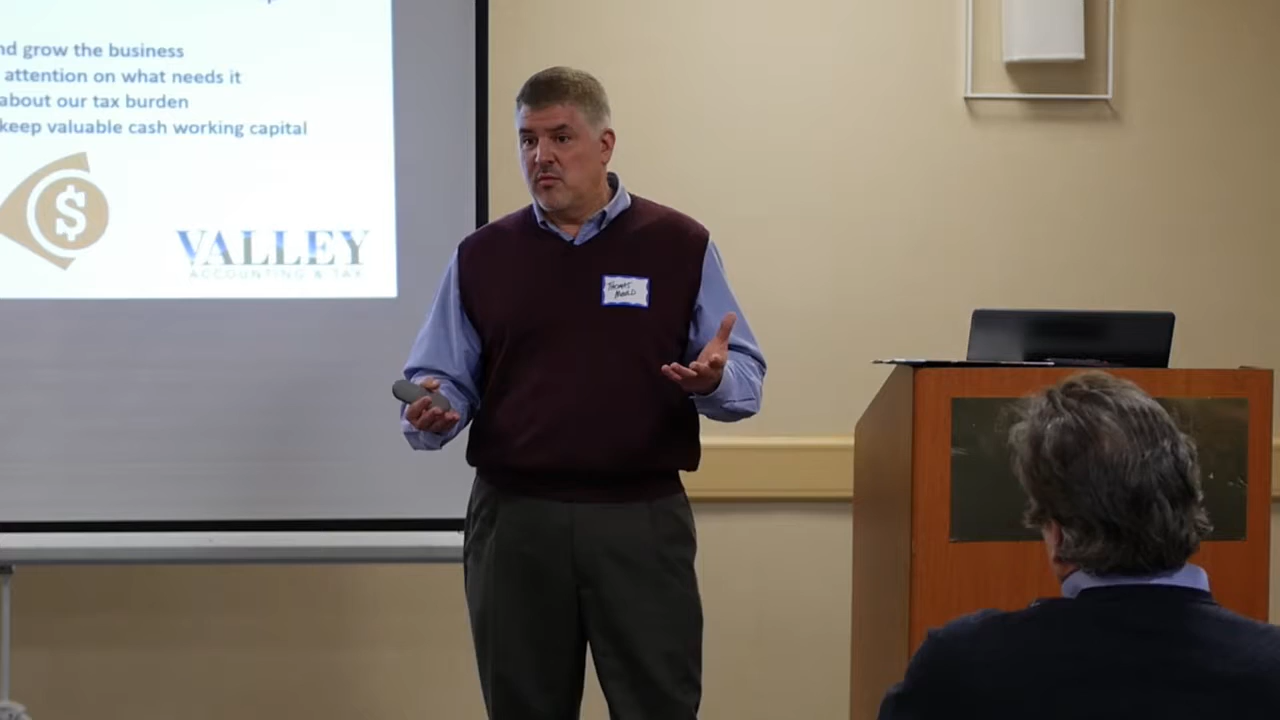 nd grow the business
attention on what needs it
about our tax burden
keep valuable cash working capital
$
VALLEY
ACCOUNTING & TAX
THOMAS